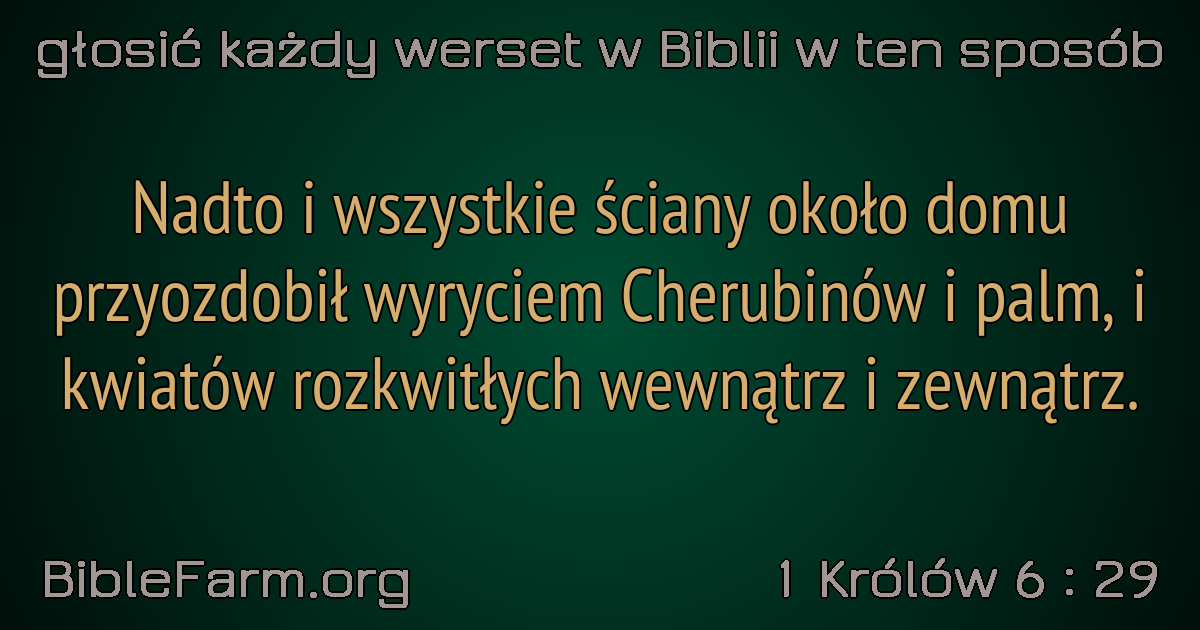 głosić każdy werset w Biblii w ten sposób
Nadto i wszystkie ściany około domu
przyozdobił wyryciem Cherubinów i palm, i
kwiatów rozkwitłych wewnątrz i zewnątrz.
BibleFarm.org
1 Królów 6 : 29